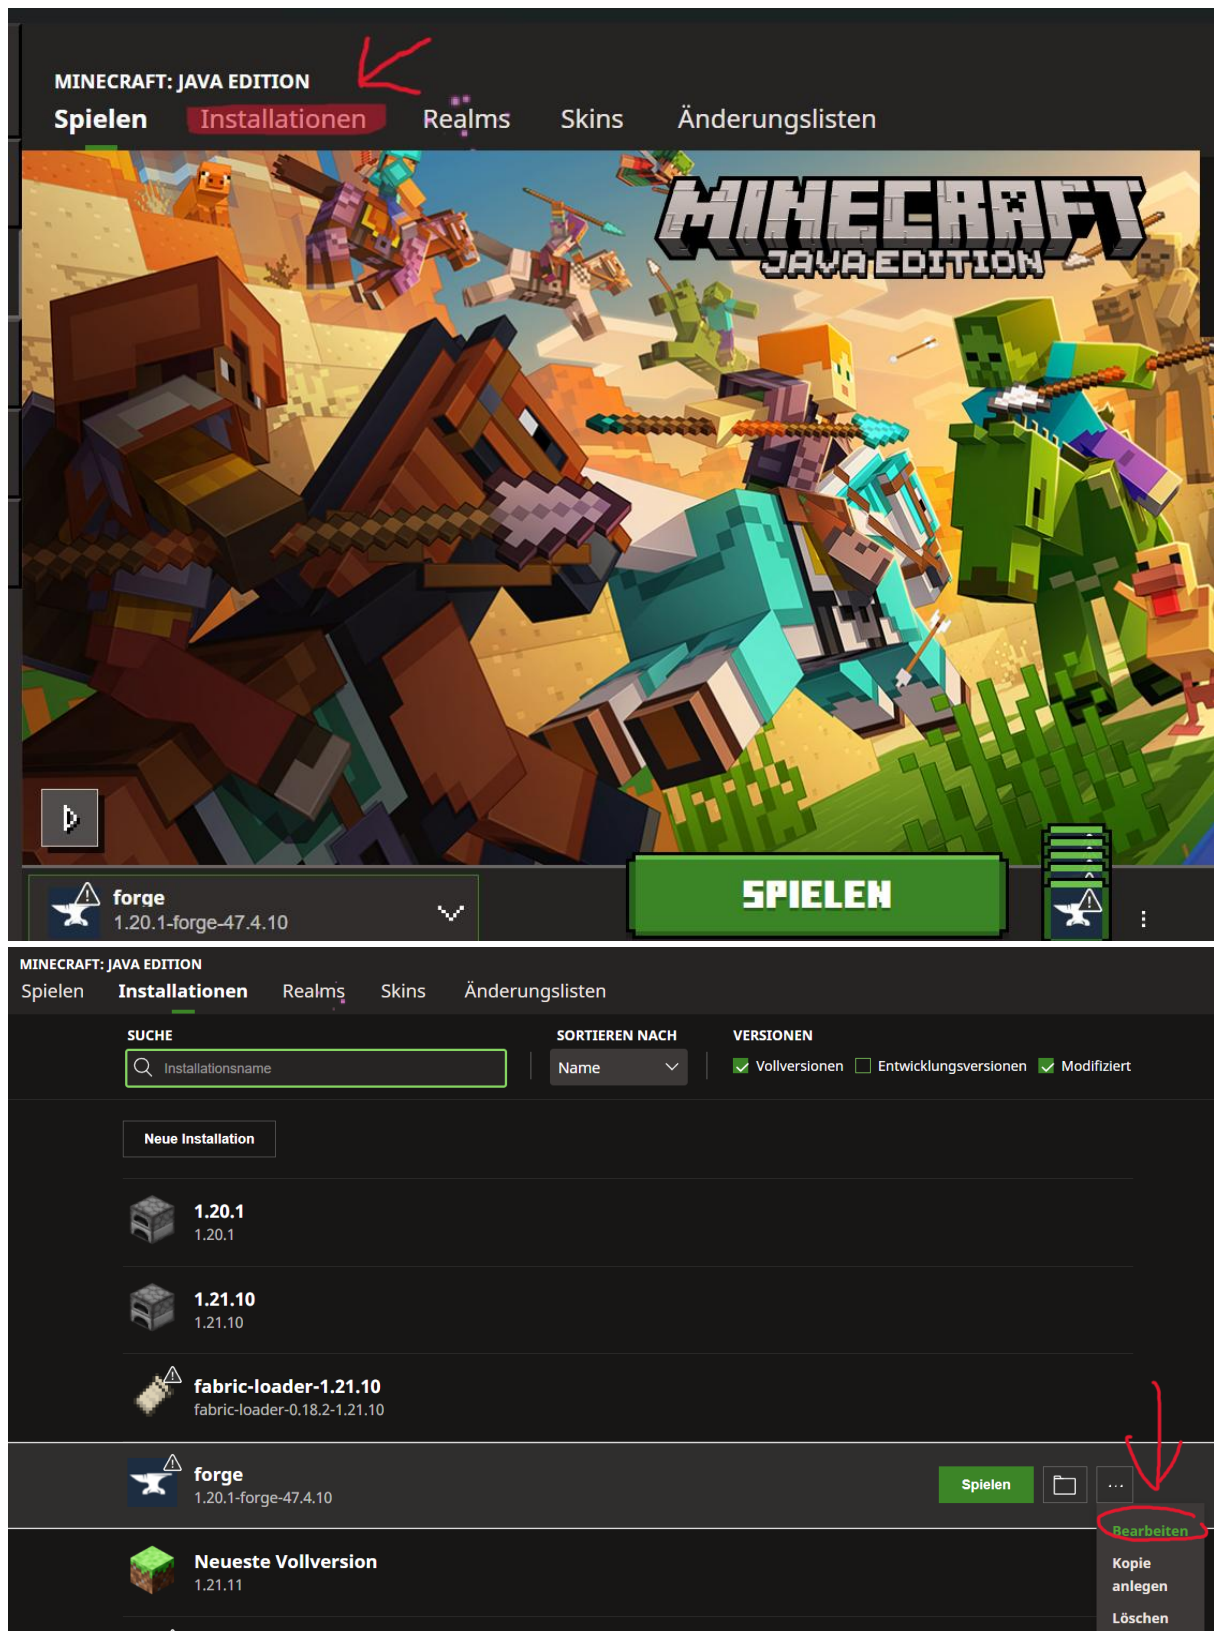 MINECRAFT: JAVA EDITION
Spielen Installationen Realms Skins Änderungslisten
MINECRAFT
JAVA EDITION
forge
1.20.1-forge-47.4.10
SPIELEN
MINECRAFT: JAVA EDITION
Spielen Installationen Realms Skins Änderungslisten
SUCHE SORTIEREN NACH VERSIONEN
Installationsname Name Vollversionen Entwicklungsversionen Modifiziert
Neue Installation
1.20.1
1.20.1
1.21.10
1.21.10
fabric-loader-1.21.10
fabric-loader-0.18.2-1.21.10
forge
1.20.1-forge-47.4.10
Spielen ...
Bearbeiten
Kopie
anlegen
Löschen
Neueste Vollversion
1.21.11